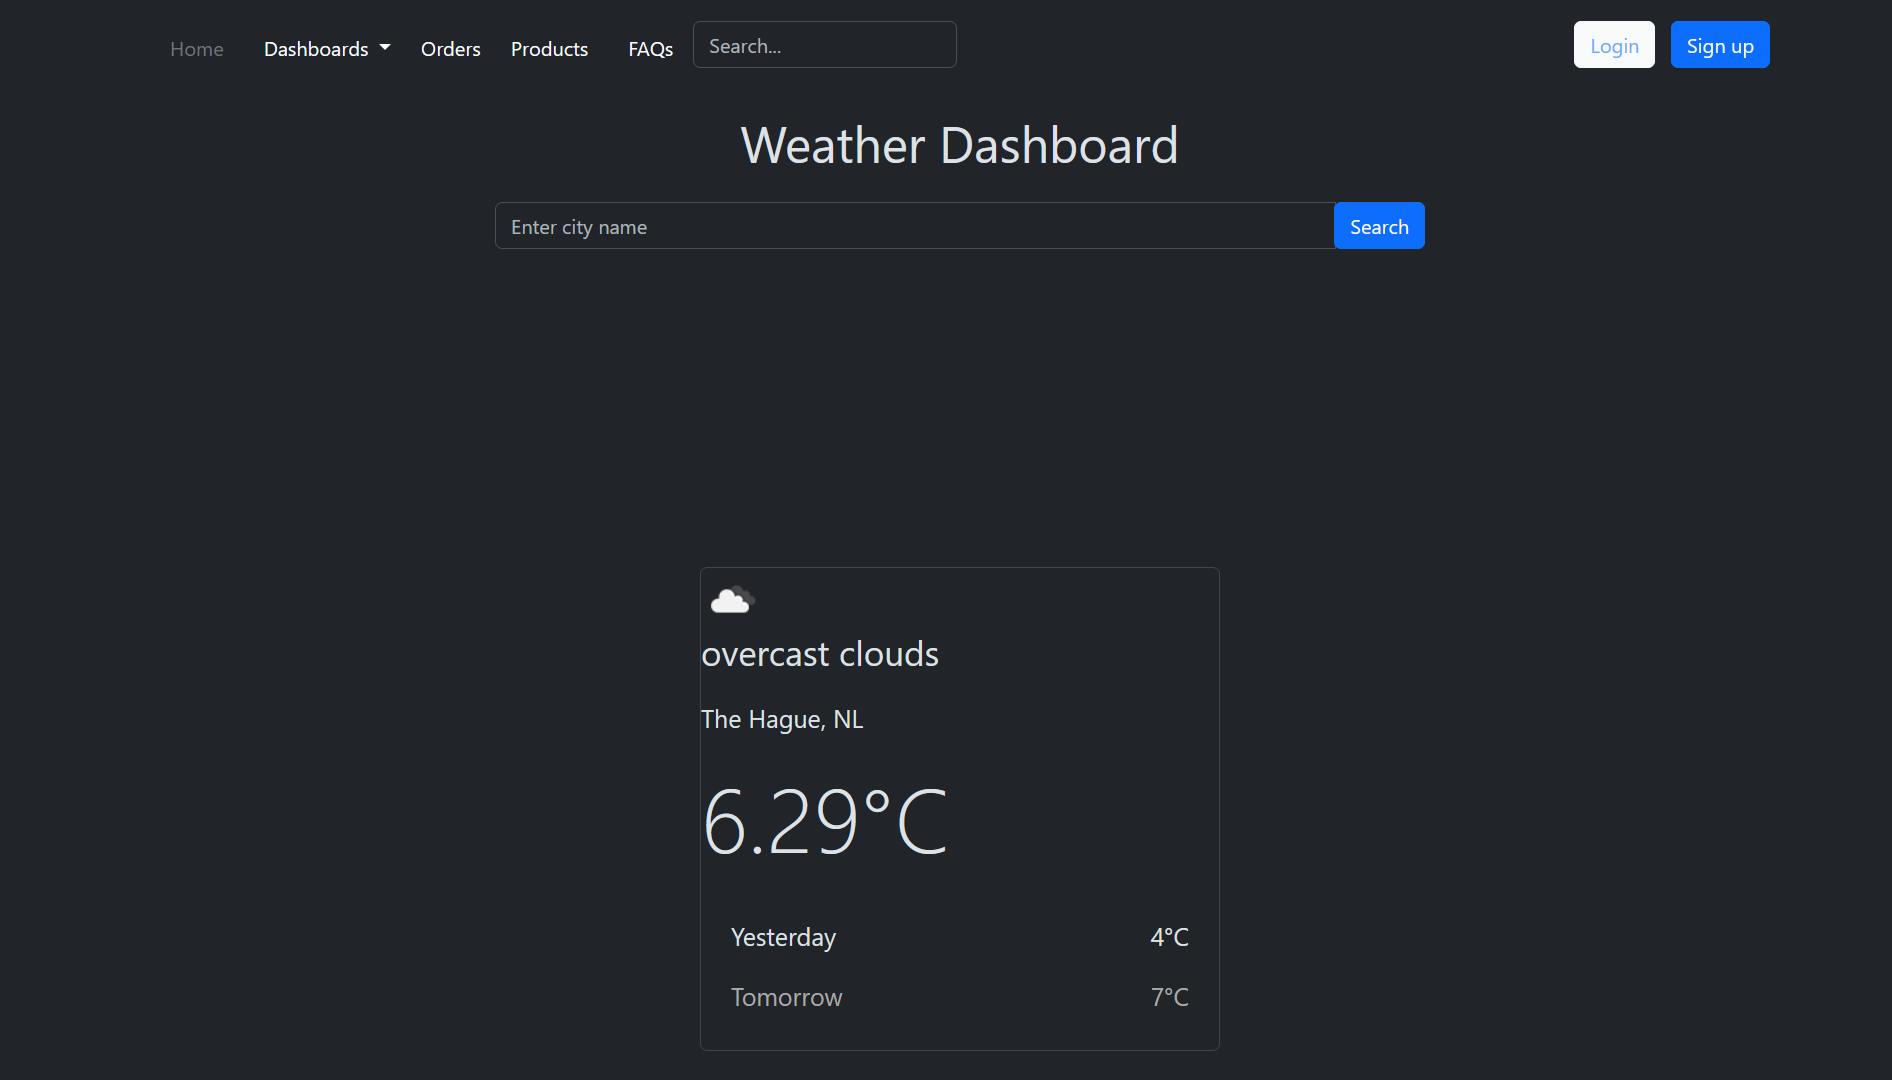 Home Dashboards Orders Products FAQs Search... Login Sign up
Weather Dashboard
Enter city name Search
overcast clouds
The Hague, NL
6.29°C
Yesterday 4°C
Tomorrow 7°C